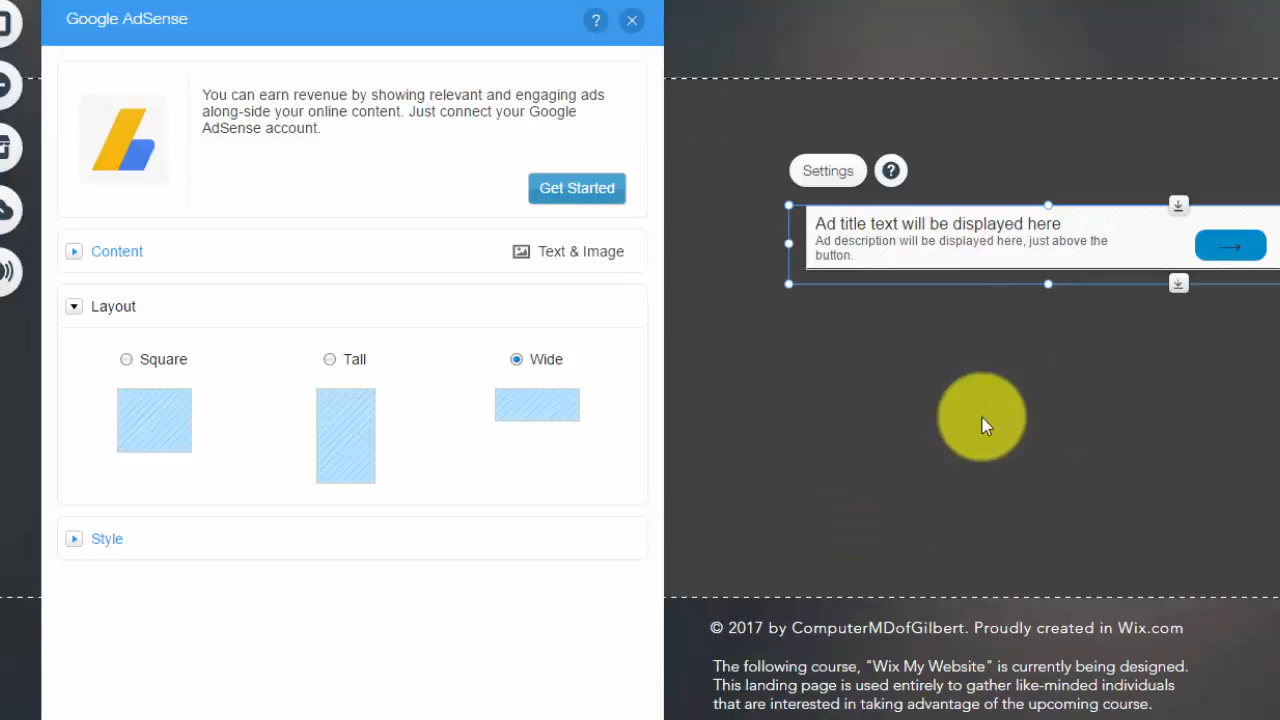 Google AdSense
?
You can earn revenue by showing relevant and engaging ads
along-side your online content. Just connect your Google
AdSense account.
Get Started
Content
Text & Image
Layout
Square
Tall
Wide
Style
Settings
?
Ad title text will be displayed here
Ad description will be displayed here, just above the
button.
© 2017 by ComputerMDofGilbert. Proudly created in Wix.com
The following course, "Wix My Website" is currently being designed.
This landing page is used entirely to gather like-minded individuals
that are interested in taking advantage of the upcoming course.